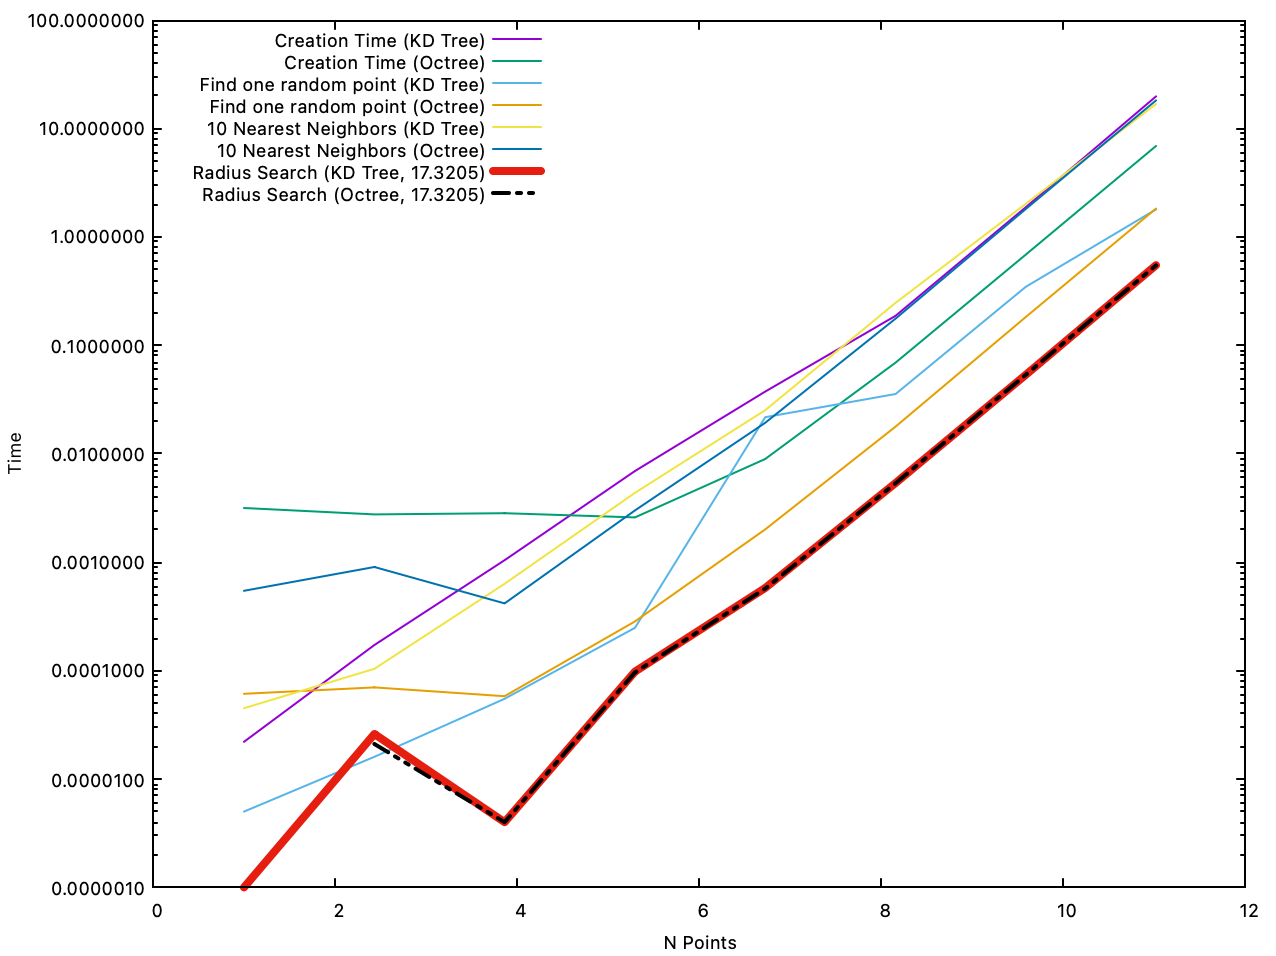 100.0000000
10.0000000
1.0000000
0.1000000
0.0100000
0.0010000
0.0001000
0.0000100
0.0000010
Time
Creation Time (KD Tree)
Creation Time (Octree)
Find one random point (KD Tree)
Find one random point (Octree)
10 Nearest Neighbors (KD Tree)
10 Nearest Neighbors (Octree)
Radius Search (KD Tree, 17.3205)
Radius Search (Octree, 17.3205)
0 2 4 6 8 10 12
N Points